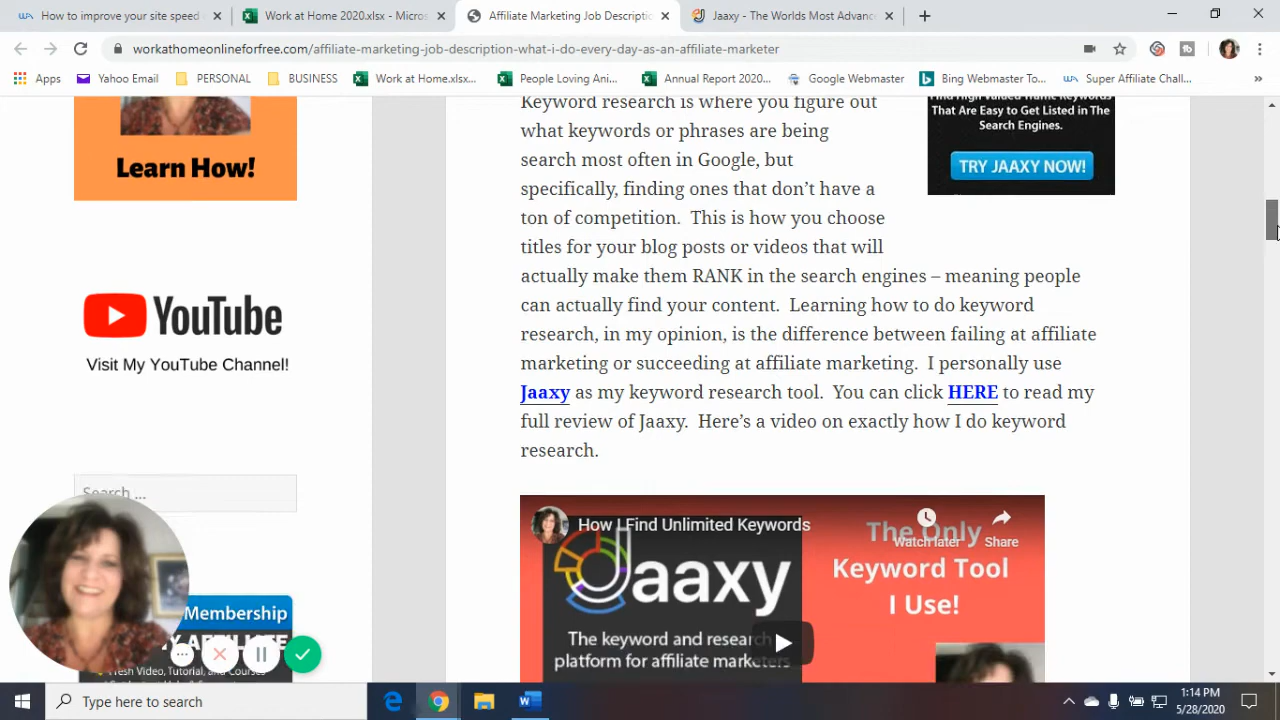 How to improve your site speed
Work at Home 2020.xlsx - Micros
Affiliate Marketing Job Descripti
Jaaxy - The Worlds Most Advanc
workathomeonlineforfree.com/affiliate-marketing-job-description-what-i-do-every-day-as-an-affiliate-marketer
Apps
Yahoo Email
PERSONAL
BUSINESS
Work at Home.xlsx...
People Loving Ani...
Annual Report 2020...
Google Webmaster
Bing Webmaster To...
Super Affiliate Chall...
»
Learn How!
YouTube
Visit My YouTube Channel!
Search ...
Membership
Fresh Video, Tutorial, and Courses
Keyword research is where you figure out
what keywords or phrases are being
search most often in Google, but
specifically, finding ones that don't have a
ton of competition. This is how you choose
titles for your blog posts or videos that will
actually make them RANK in the search engines – meaning people
can actually find your content. Learning how to do keyword
research, in my opinion, is the difference between failing at affiliate
marketing or succeeding at affiliate marketing. I personally use
Jaaxy as my keyword research tool. You can click HERE to read my
full review of Jaaxy. Here's a video on exactly how I do keyword
research.
Find High Valued Traffic Keywords
That Are Easy to Get Listed in The
Search Engines.
TRY JAAXY NOW!
How I Find Unlimited Keywords
Watch later
Share
Jaaxy
The keyword and research
platform for affiliate marketers
The Only
Keyword Tool
I Use!
Type here to search
1:14 PM
5/28/2020